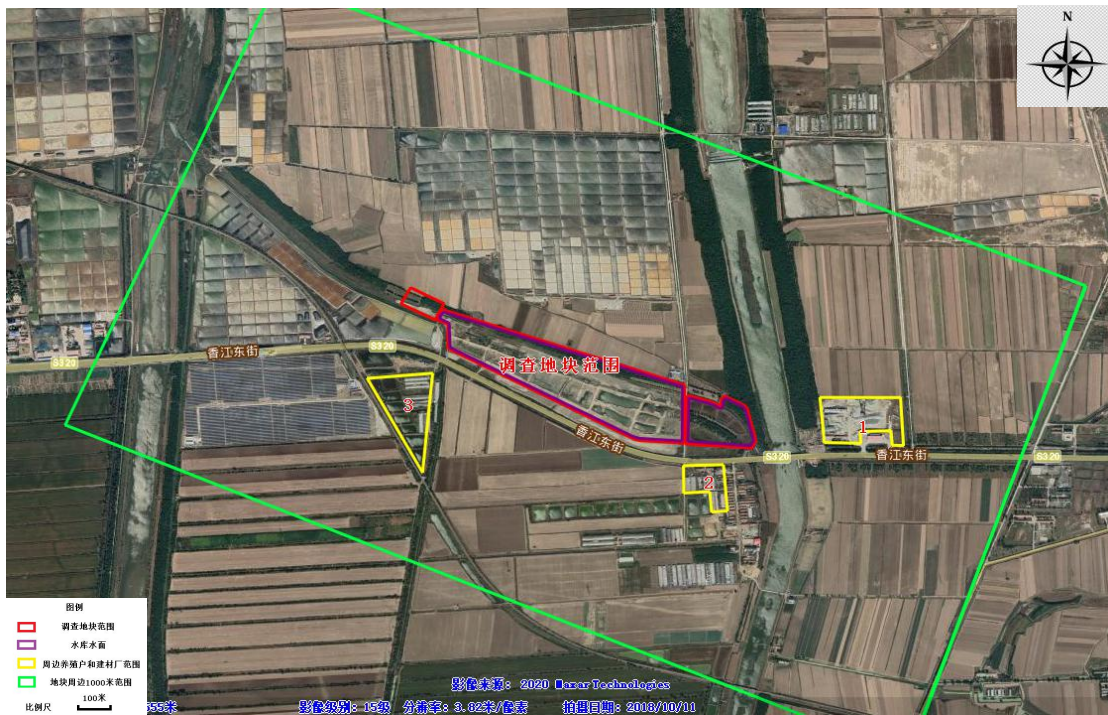 N
S320
香江东街
S320
调查地块范围
3
香江东街
1
S320
香江东街
S320
2
图例
调查地块范围
水库水面
周边养殖户和建材厂范围
地块周边1000米范围
比例尺 100米
555米
影像级别：15级 分辨率：3.82米/像素 拍摄日期：2018/10/11
影像来源：2020 Maxar Technologies